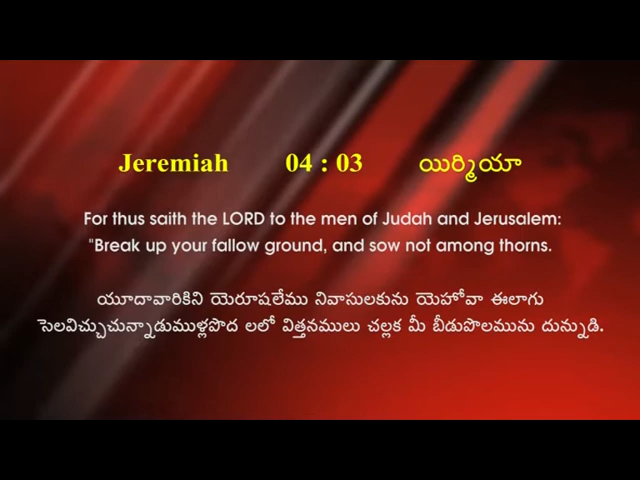 Jeremiah 04 : 03 యిర్మియా
For thus saith the LORD to the men of Judah and Jerusalem:
"Break up your fallow ground, and sow not among thorns.
యూదావారికిని యెరూషలేము నివాసులకును యెహోవా ఈలాగు
సెలవిచ్చుచున్నాడుముళ్లపొద లలో విత్తనములు చల్లక మీ బీడుపొలమును దున్నుడి.